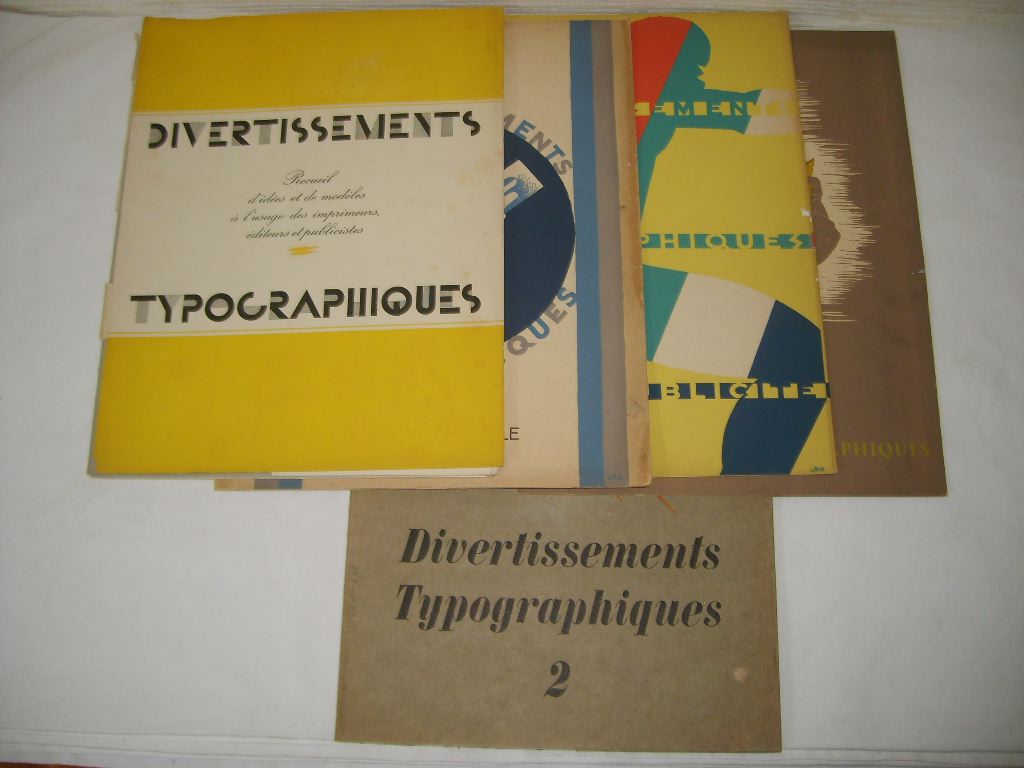 DIVERTISSEMENTS
Recueil
d'idées et de modèles
à l'usage des imprimeurs,
éditeurs et publicistes
TYPOGRAPHIQUES
MENTS
QUES
LE
SEMENTS
PHIQUES
BLICITE
PHIQUES
Divertissements
Typographiques
2